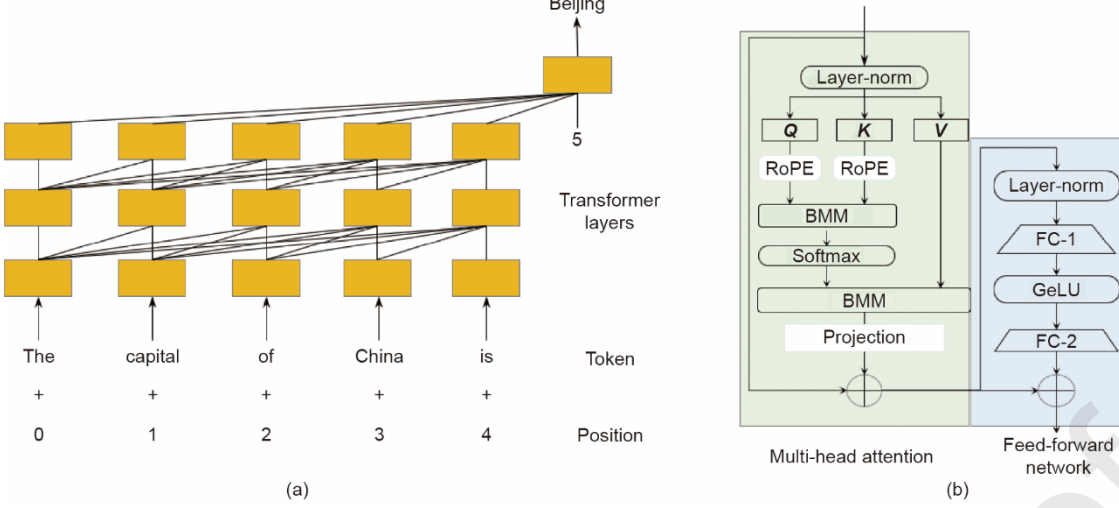 Beijing
5
Transformer
layers
The capital of China is Token
+ + + + +
0 1 2 3 4 Position
(a)
Layer-norm
Q K V
RoPE RoPE
BMM
Softmax
BMM
Projection
Multi-head attention
Layer-norm
FC-1
GeLU
FC-2
Feed-forward
network
(b)